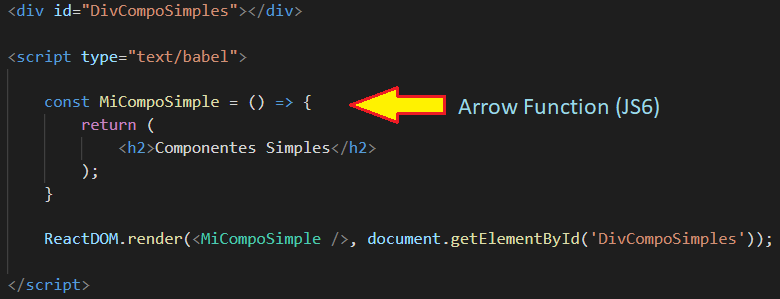 <div id="DivCompoSimples"></div>
<script type="text/babel">
const MiCompoSimple = () => {
Arrow Function (JS6)
return (
<h2>Componentes Simples</h2>
);
}
ReactDOM.render(<MiCompoSimple />, document.getElementById('DivCompoSimples'));
</script>